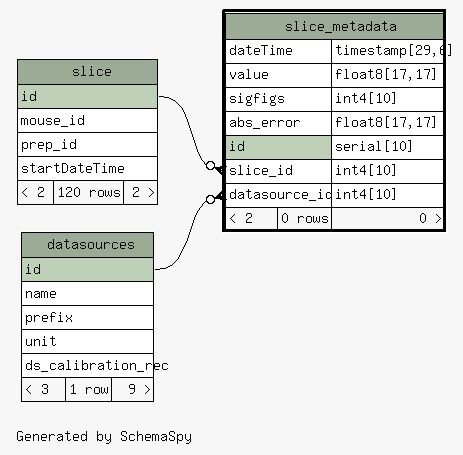 slice
id
mouse_id
prep_id
startDateTime
< 2 120 rows 2 >
slice_metadata
dateTime timestamp[29,6]
value float8[17,17]
sigfigs int4[10]
abs_error float8[17,17]
id serial[10]
slice_id int4[10]
datasource_id int4[10]
< 2 0 rows 0 >
datasources
id
name
prefix
unit
ds_calibration_rec
< 3 1 row 9 >
Generated by SchemaSpy